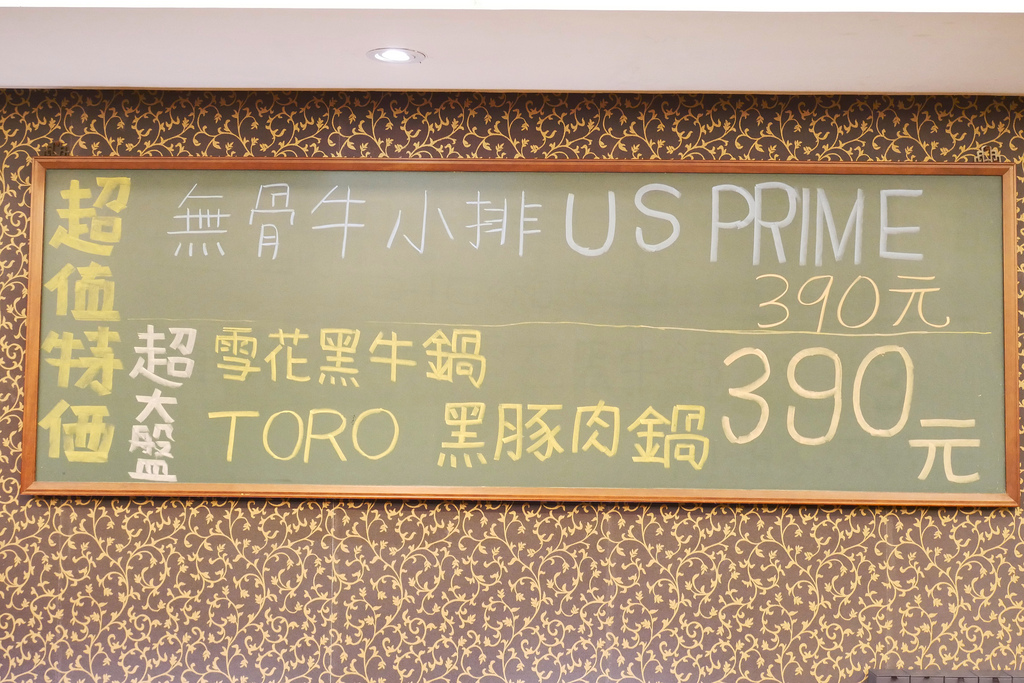 超值特価
無骨牛小排 US PRIME
390元
超大盤
雪花黑牛鍋
TORO 黑豚肉鍋
390元